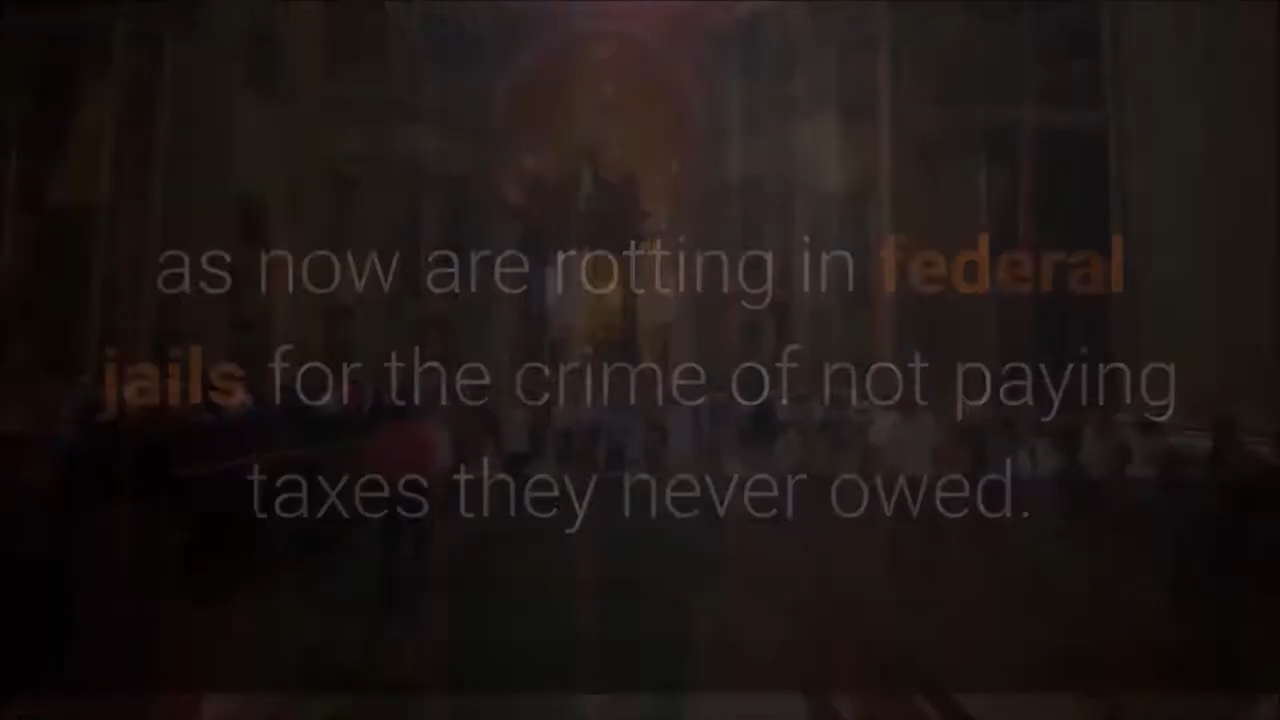 as now are rotting in federal
jails for the crime of not paying
taxes they never owed.